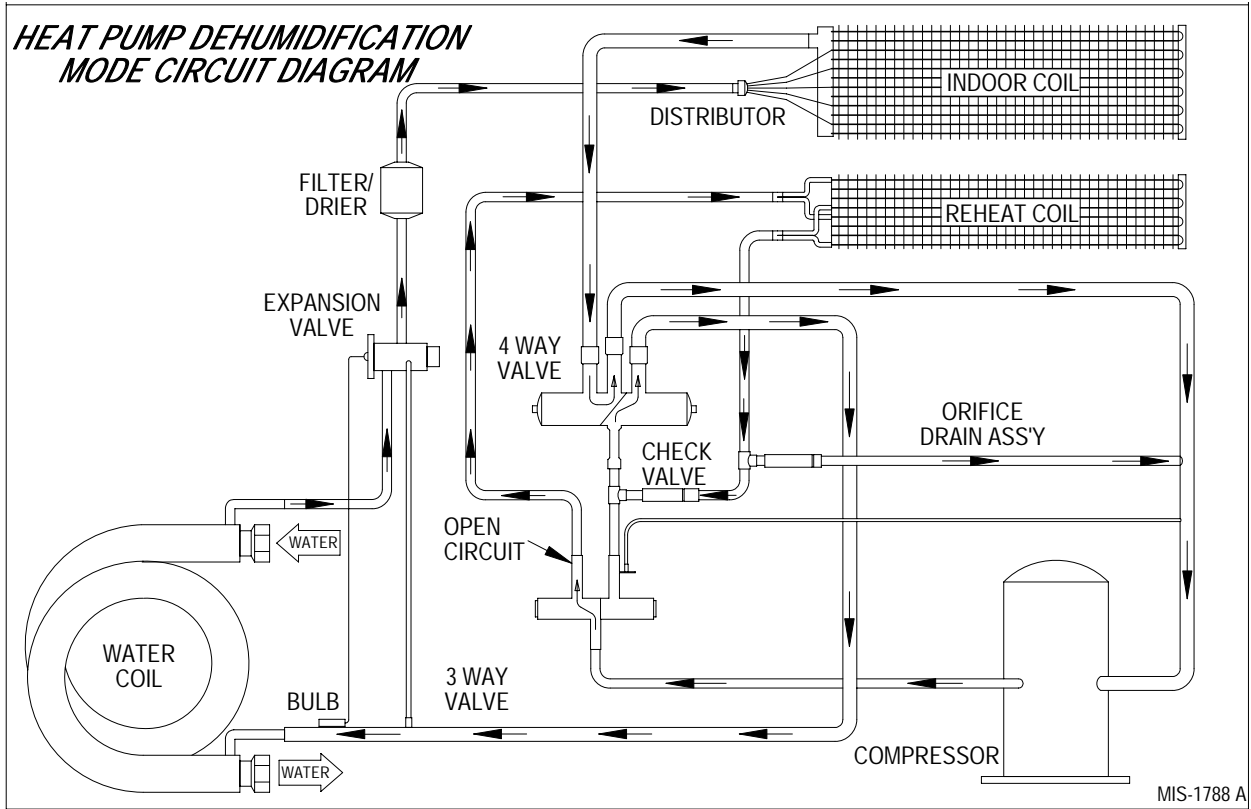 HEAT PUMP DEHUMIDIFICATION
MODE CIRCUIT DIAGRAM
INDOOR COIL
DISTRIBUTOR
FILTER/
DRIER
REHEAT COIL
EXPANSION
VALVE
4 WAY
VALVE
ORIFICE
DRAIN ASS'Y
CHECK
VALVE
OPEN
CIRCUIT
WATER
WATER
COIL
3 WAY
VALVE
BULB
COMPRESSOR
WATER
MIS-1788 A